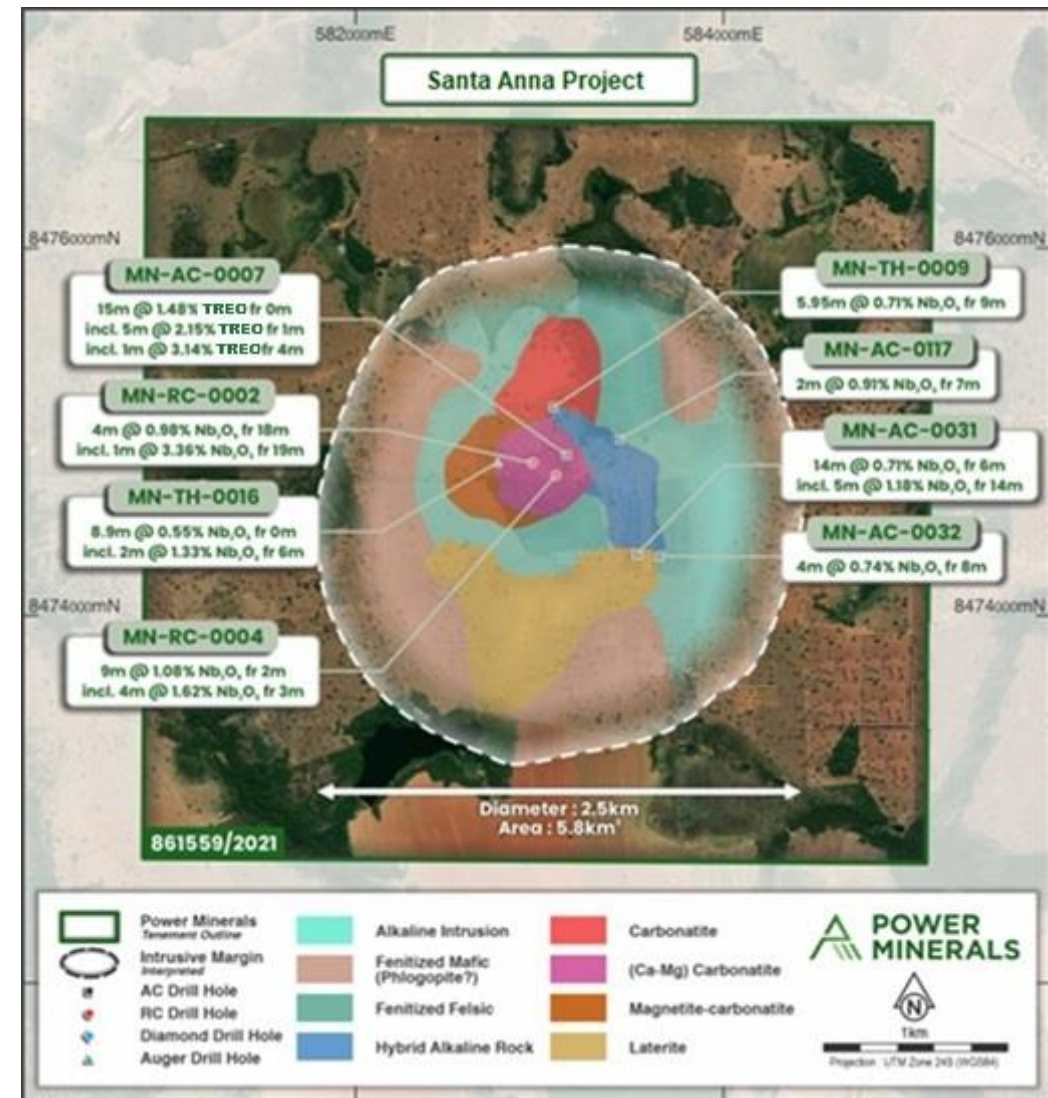 582000mE
584000mE
Santa Anna Project
8476000mN
8476000mN
MN-AC-0007
15m @ 1.48% TREO fr 0m
incl. 5m @ 2.15% TREO fr 1m
incl. 1m @ 3.14% TREO fr 4m
MN-RC-0002
4m @ 0.98% Nb₂O₅ fr 18m
incl. 1m @ 3.36% Nb₂O₅ fr 19m
MN-TH-0016
8.9m @ 0.55% Nb₂O₅ fr 0m
incl. 2m @ 1.33% Nb₂O₅ fr 6m
8474000mN
MN-RC-0004
9m @ 1.08% Nb₂O₅ fr 2m
incl. 4m @ 1.62% Nb₂O₅ fr 3m
MN-TH-0009
5.95m @ 0.71% Nb₂O₅ fr 9m
MN-AC-0117
2m @ 0.91% Nb₂O₅ fr 7m
MN-AC-0031
14m @ 0.71% Nb₂O₅ fr 6m
incl. 5m @ 1.18% Nb₂O₅ fr 14m
MN-AC-0032
4m @ 0.74% Nb₂O₅ fr 8m
8474000mN
Diameter : 2.5km
Area : 5.8km²
861559/2021
Power Minerals
Tenement Outline
Intrusive Margin
Interpreted
AC Drill Hole
RC Drill Hole
Diamond Drill Hole
Auger Drill Hole
Alkaline Intrusion
Fenitized Mafic
(Phlogopite?)
Fenitized Felsic
Hybrid Alkaline Rock
Carbonatite
(Ca-Mg) Carbonatite
Magnetite-carbonatite
Laterite
POWER
MINERALS
N
1km
Projection : UTM Zone 24S (WGS84)